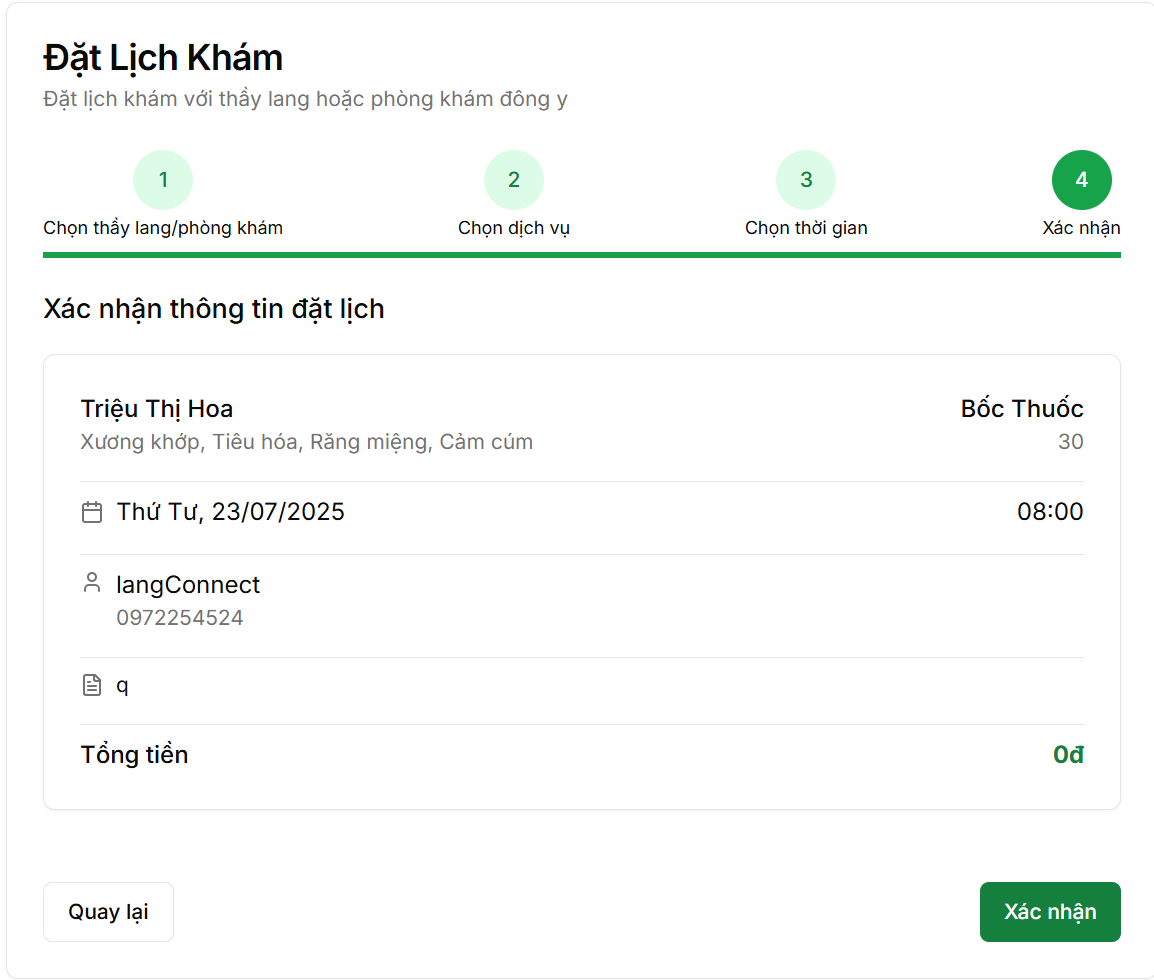 Đặt Lịch Khám
Đặt lịch khám với thầy lang hoặc phòng khám đông y
1
Chọn thầy lang/phòng khám
2
Chọn dịch vụ
3
Chọn thời gian
4
Xác nhận
Xác nhận thông tin đặt lịch
Triệu Thị Hoa
Bốc Thuốc
Xương khớp, Tiêu hóa, Răng miệng, Cảm cúm
30
Thứ Tư, 23/07/2025
08:00
langConnect
0972254524
q
Tổng tiền
0đ
Quay lại
Xác nhận